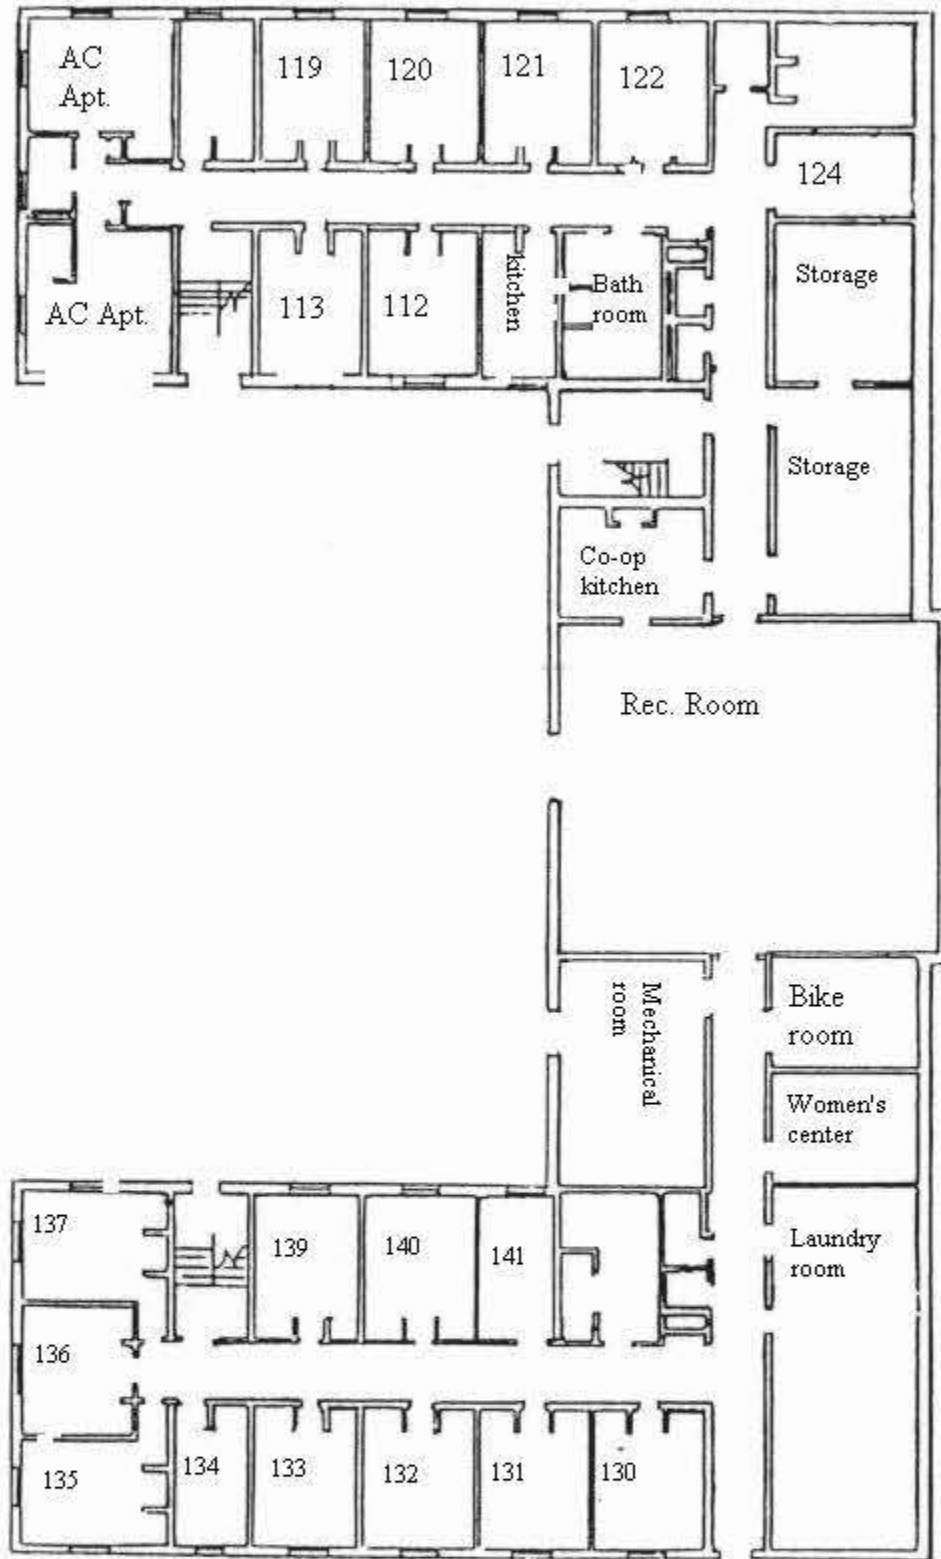 AC
Apt.
119
120
121
122
124
AC Apt.
113
112
kitchen
Bath
room
Storage
Storage
Co-op
kitchen
Rec. Room
Mechanical
room
Bike
room
Women's
center
Laundry
room
137
139
140
141
136
135
134
133
132
131
130